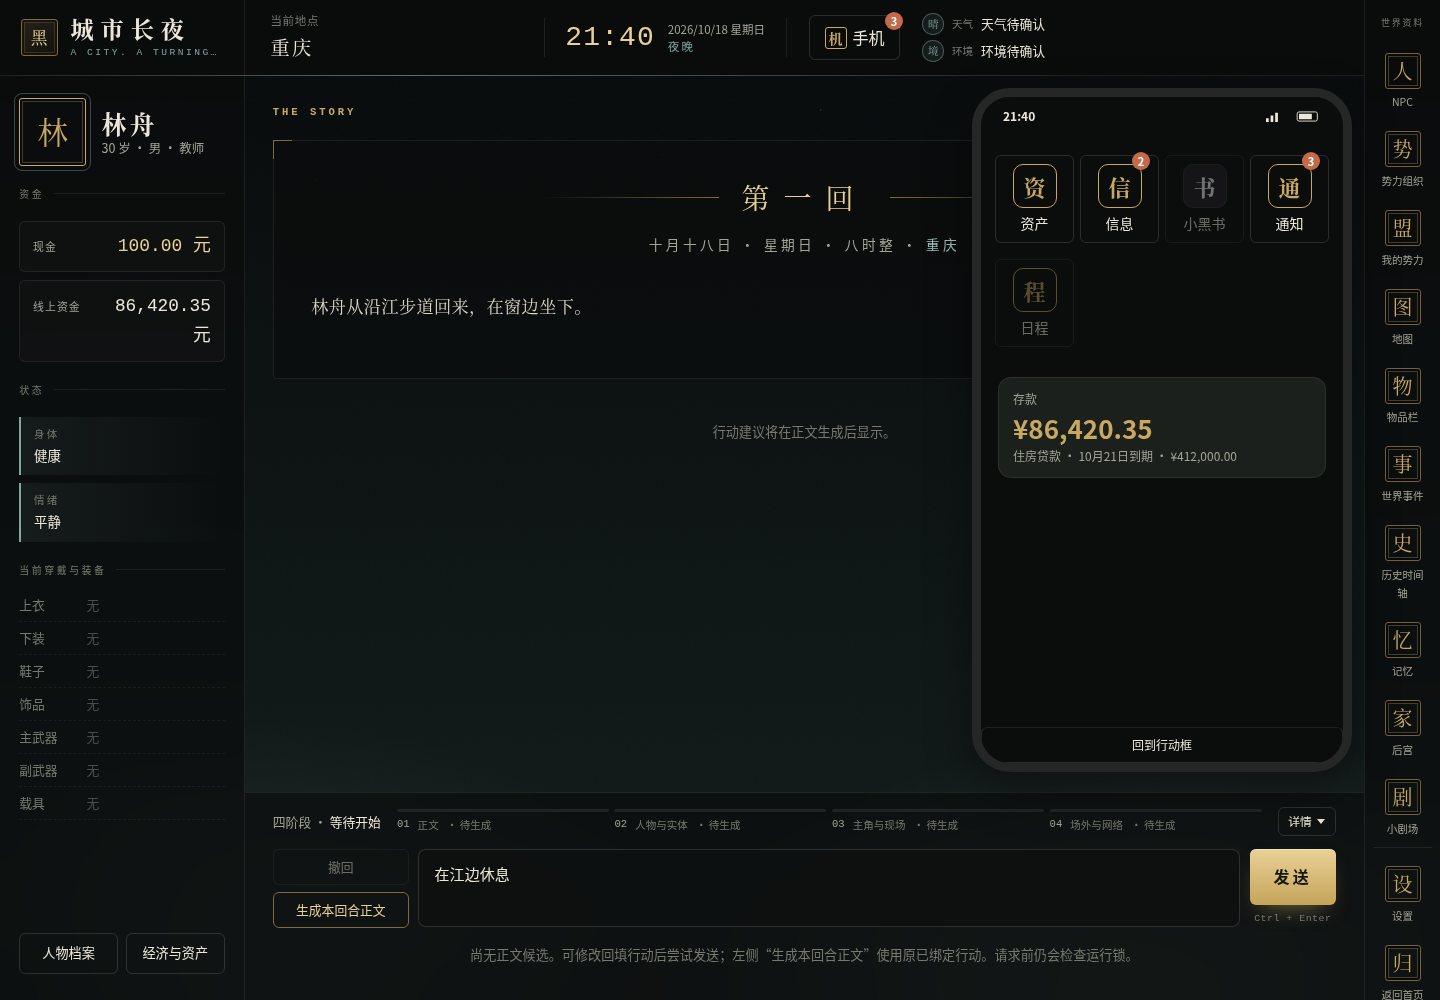 黑
城市长夜
A CITY. A TURNING…
当前地点
重庆
21:40
2026/10/18 星期日
夜晚
机 手机
3
晴 天气 天气待确认
境 环境 环境待确认
林
林舟
30 岁 • 男 • 教师
资金
现金
100.00 元
线上资金
86,420.35
元
状态
身体
健康
情绪
平静
当前穿戴与装备
上衣 无
下装 无
鞋子 无
饰品 无
主武器 无
副武器 无
载具 无
人物档案
经济与资产
THE STORY
第一回
十月十八日 • 星期日 • 八时整 • 重庆
林舟从沿江步道回来，在窗边坐下。
行动建议将在正文生成后显示。
21:40
资
资产
信
2
信息
书
小黑书
通
3
通知
程
日程
存款
¥86,420.35
住房贷款 • 10月21日到期 • ¥412,000.00
回到行动框
四阶段 • 等待开始
01 正文 • 待生成
02 人物与实体 • 待生成
03 主角与现场 • 待生成
04 场外与网络 • 待生成
详情
撤回
生成本回合正文
在江边休息
发送
Ctrl + Enter
尚无正文候选。可修改回填行动后尝试发送；左侧“生成本回合正文”使用原已绑定行动。请求前仍会检查运行锁。
世界资料
人
NPC
势
势力组织
盟
我的势力
图
地图
物
物品栏
事
世界事件
史
历史时间
轴
忆
记忆
家
后宫
剧
小剧场
设
设置
归
返回首页